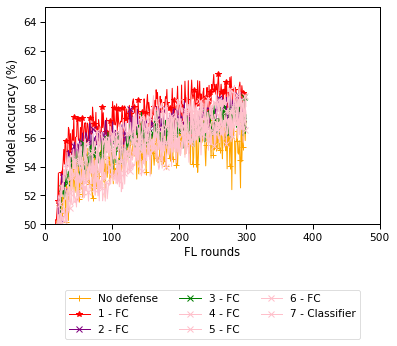 64
62
60
58
56
54
52
50
Model accuracy (%)
0 100 200 300 400 500
FL rounds
No defense 3 - FC 6 - FC
1 - FC 4 - FC 7 - Classifier
2 - FC 5 - FC